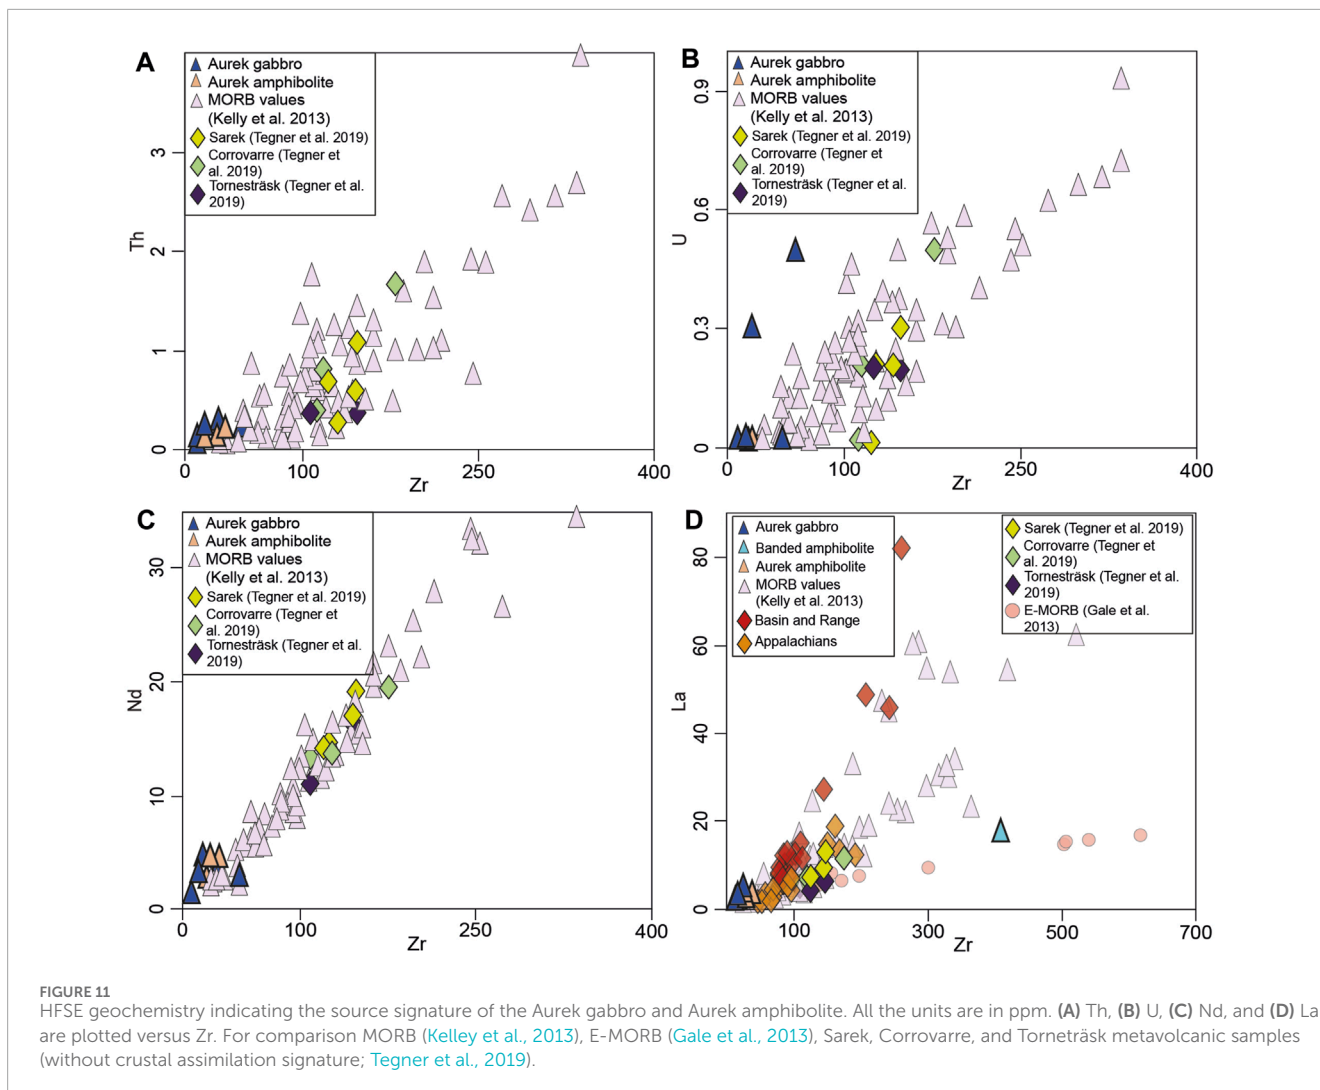 A
Aurek gabbro
Aurek amphibolite
MORB values
(Kelly et al. 2013)
Sarek (Tegner et al. 2019)
Corrovarre (Tegner et
al. 2019)
Tornesträsk (Tegner et al.
2019)
Th
3
2
1
0
0
100
250
400
Zr
B
Aurek gabbro
Aurek amphibolite
MORB values
(Kelly et al. 2013)
Sarek (Tegner et al. 2019)
Corrovarre (Tegner et
al. 2019)
Tornesträsk (Tegner et al.
2019)
U
0.9
0.6
0.3
0
0
100
250
400
Zr
C
Aurek gabbro
Aurek amphibolite
MORB values
(Kelly et al. 2013)
Sarek (Tegner et al. 2019)
Corrovarre (Tegner et
al. 2019)
Tornesträsk (Tegner et al.
2019)
Nd
30
20
10
0
0
100
250
400
Zr
D
Aurek gabbro
Banded amphibolite
Aurek amphibolite
MORB values
(Kelly et al. 2013)
Basin and Range
Appalachians
Sarek (Tegner et al. 2019)
Corrovarre (Tegner et
al. 2019)
Tornesträsk (Tegner et al.
2019)
E-MORB (Gale et al.
2013)
La
80
60
40
20
0
100
300
500
700
Zr
FIGURE 11
HFSE geochemistry indicating the source signature of the Aurek gabbro and Aurek amphibolite. All the units are in ppm. (A) Th, (B) U, (C) Nd, and (D) La
are plotted versus Zr. For comparison MORB (Kelley et al., 2013), E-MORB (Gale et al., 2013), Sarek, Corrovarre, and Torneträsk metavolcanic samples
(without crustal assimilation signature; Tegner et al., 2019).